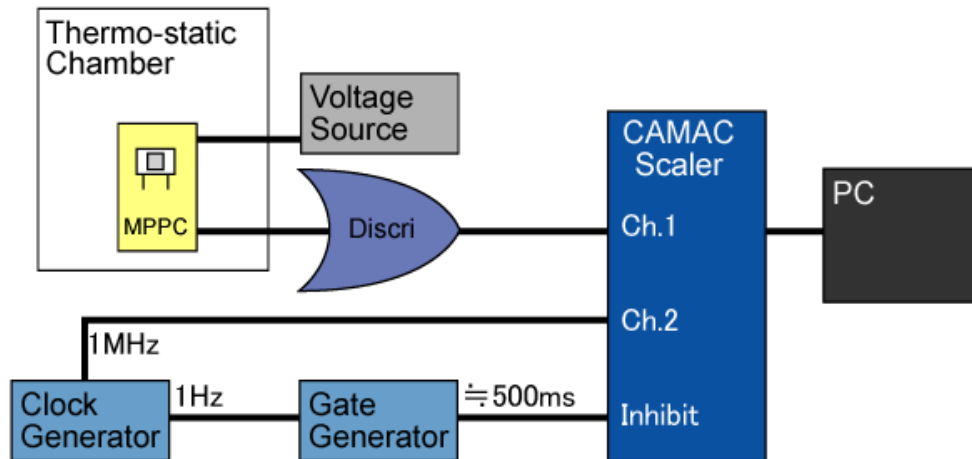 Thermo-static
Chamber
Voltage
Source
MPPC
Discri
CAMAC
Scaler
Ch.1
PC
Ch.2
1MHz
Clock
Generator
1Hz
Gate
Generator
≒500ms
Inhibit